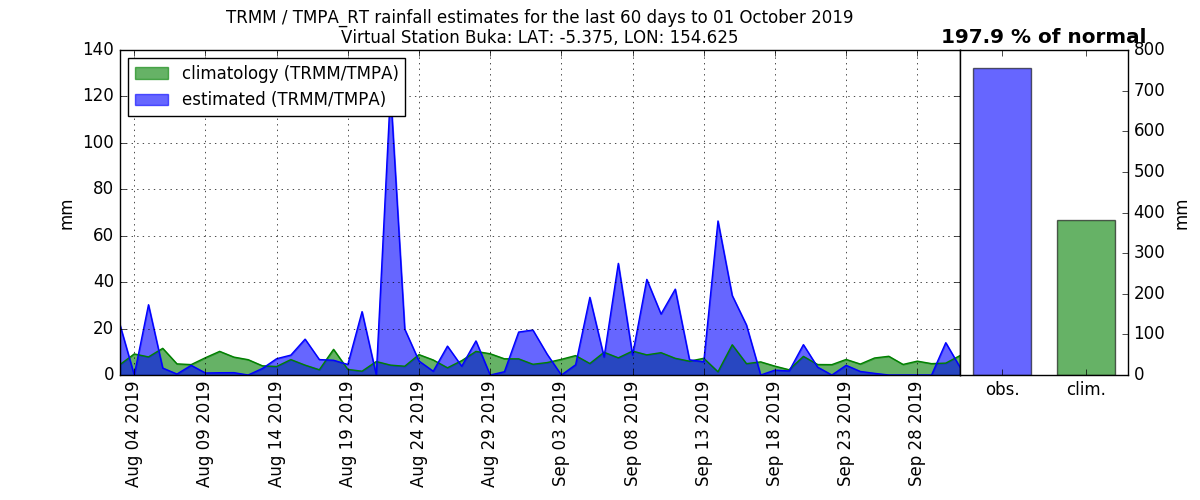 TRMM / TMPA_RT rainfall estimates for the last 60 days to 01 October 2019
Virtual Station Buka: LAT: -5.375, LON: 154.625
197.9 % of normal
climatology (TRMM/TMPA)
estimated (TRMM/TMPA)
140
120
100
80
60
40
20
0
mm
800
700
600
500
400
300
200
100
0
mm
Aug 04 2019
Aug 09 2019
Aug 14 2019
Aug 19 2019
Aug 24 2019
Aug 29 2019
Sep 03 2019
Sep 08 2019
Sep 13 2019
Sep 18 2019
Sep 23 2019
Sep 28 2019
obs.
clim.